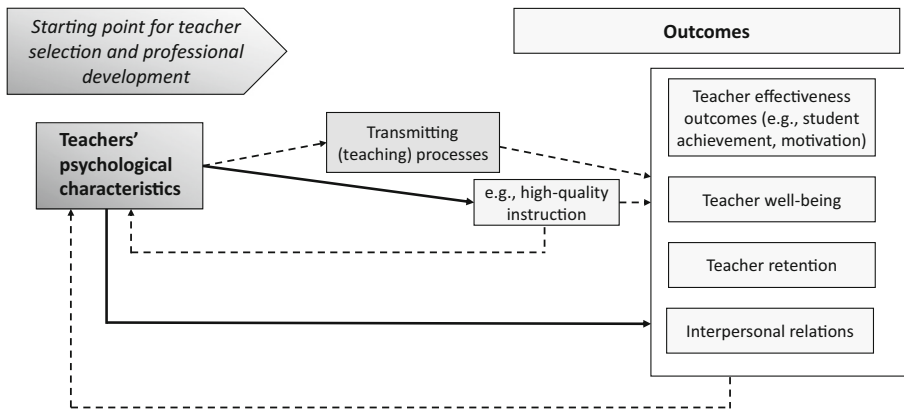 Starting point for teacher
selection and professional
development
Outcomes
Teachers’
psychological
characteristics
Transmitting
(teaching) processes
e.g., high-quality
instruction
Teacher effectiveness
outcomes (e.g., student
achievement, motivation)
Teacher well-being
Teacher retention
Interpersonal relations